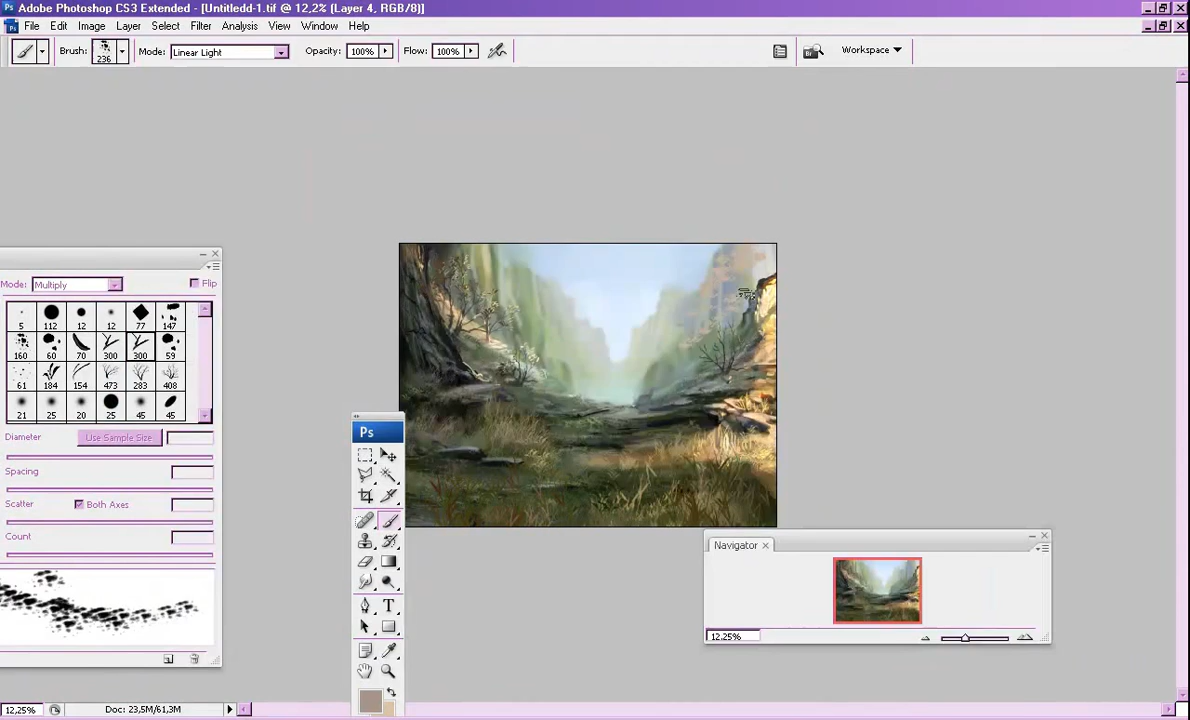 Adobe Photoshop CS3 Extended - [Untitledd-1.tif @ 12,2% (Layer 4, RGB/8)]
File Edit Image Layer Select Filter Analysis View Window Help
Brush: 236 Mode: Linear Light Opacity: 100% Flow: 100% Workspace
Mode: Multiply Flip
5 112 12 12 77 147
160 60 70 300 300 59
61 184 154 473 283 408
21 25 20 25 45 45
Diameter Use Sample Size
Spacing
Scatter Both Axes
Count
Ps
Navigator
12.25%
12,25% Doc: 23,5M/61,3M